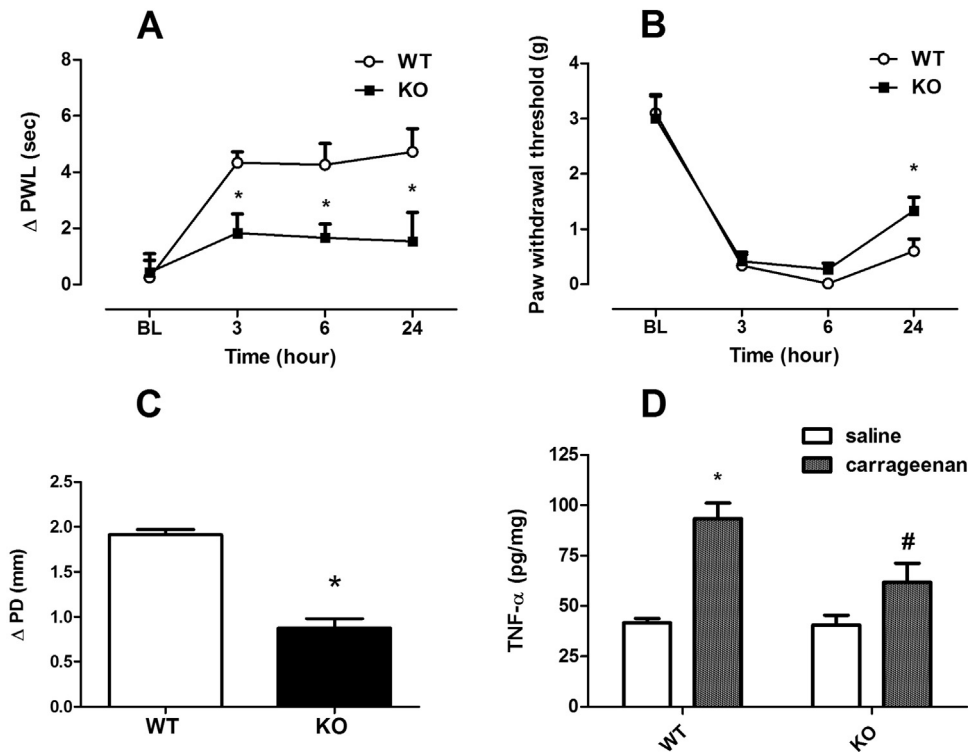 A
WT
KO
Δ PWL (sec)
8
6
4
2
0
*
*
*
BL
3
6
24
Time (hour)
B
WT
KO
Paw withdrawal threshold (g)
4
3
2
1
0
*
BL
3
6
24
Time (hour)
C
Δ PD (mm)
2.5
2.0
1.5
1.0
0.5
0.0
*
WT
KO
D
saline
carrageenan
TNF-α (pg/mg)
125
100
75
50
25
0
*
#
WT
KO